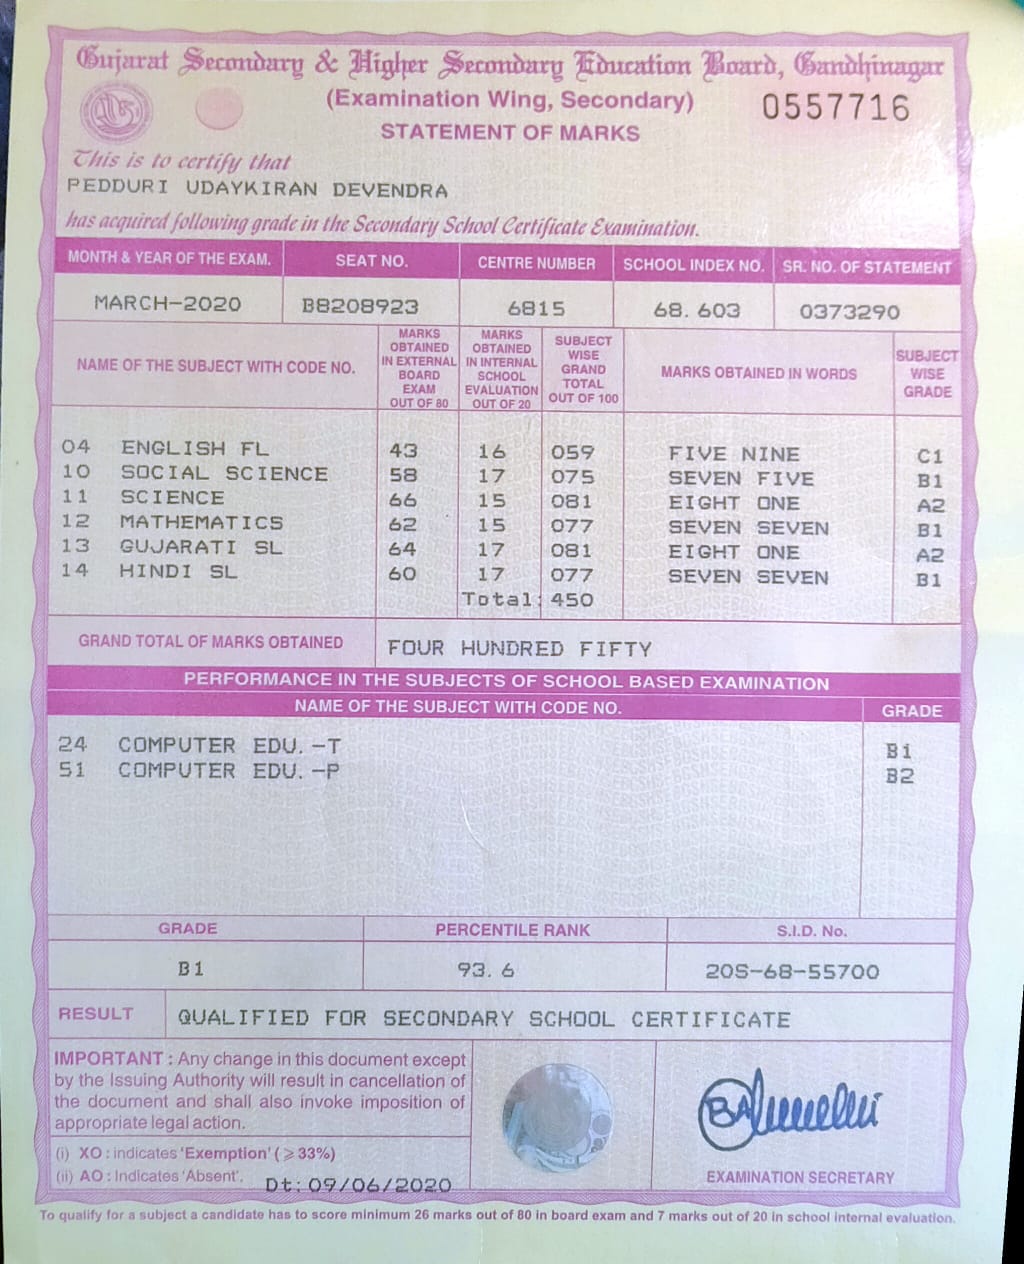 Gujarat Secondary & Higher Secondary Education Board, Gandhinagar
(Examination Wing, Secondary)
0557716
STATEMENT OF MARKS
This is to certify that
PEDDURI UDAYKIRAN DEVENDRA
has acquired following grade in the Secondary School Certificate Examination.
MONTH & YEAR OF THE EXAM. SEAT NO. CENTRE NUMBER SCHOOL INDEX NO. SR. NO. OF STATEMENT
MARCH-2020 B8208923 6815 68.603 0373290
NAME OF THE SUBJECT WITH CODE NO.
MARKS
OBTAINED
IN EXTERNAL
BOARD
EXAM
OUT OF 80
MARKS
OBTAINED
IN INTERNAL
SCHOOL
EVALUATION
OUT OF 20
SUBJECT
WISE
GRAND
TOTAL
OUT OF 100
MARKS OBTAINED IN WORDS
SUBJECT
WISE
GRADE
04 ENGLISH FL 43 16 059 FIVE NINE C1
10 SOCIAL SCIENCE 58 17 075 SEVEN FIVE B1
11 SCIENCE 66 15 081 EIGHT ONE A2
12 MATHEMATICS 62 15 077 SEVEN SEVEN B1
13 GUJARATI SL 64 17 081 EIGHT ONE A2
14 HINDI SL 60 17 077 SEVEN SEVEN B1
Total: 450
GRAND TOTAL OF MARKS OBTAINED FOUR HUNDRED FIFTY
PERFORMANCE IN THE SUBJECTS OF SCHOOL BASED EXAMINATION
NAME OF THE SUBJECT WITH CODE NO. GRADE
24 COMPUTER EDU. -T B1
51 COMPUTER EDU. -P B2
GRADE PERCENTILE RANK S.I.D. No.
B1 93.6 20S-68-55700
RESULT QUALIFIED FOR SECONDARY SCHOOL CERTIFICATE
IMPORTANT : Any change in this document except
by the Issuing Authority will result in cancellation of
the document and shall also invoke imposition of
appropriate legal action.
(i) XO : indicates 'Exemption' (⩾33%)
(ii) AO : Indicates 'Absent'.
Dt:09/06/2020
EXAMINATION SECRETARY
To qualify for a subject a candidate has to score minimum 26 marks out of 80 in board exam and 7 marks out of 20 in school internal evaluation.